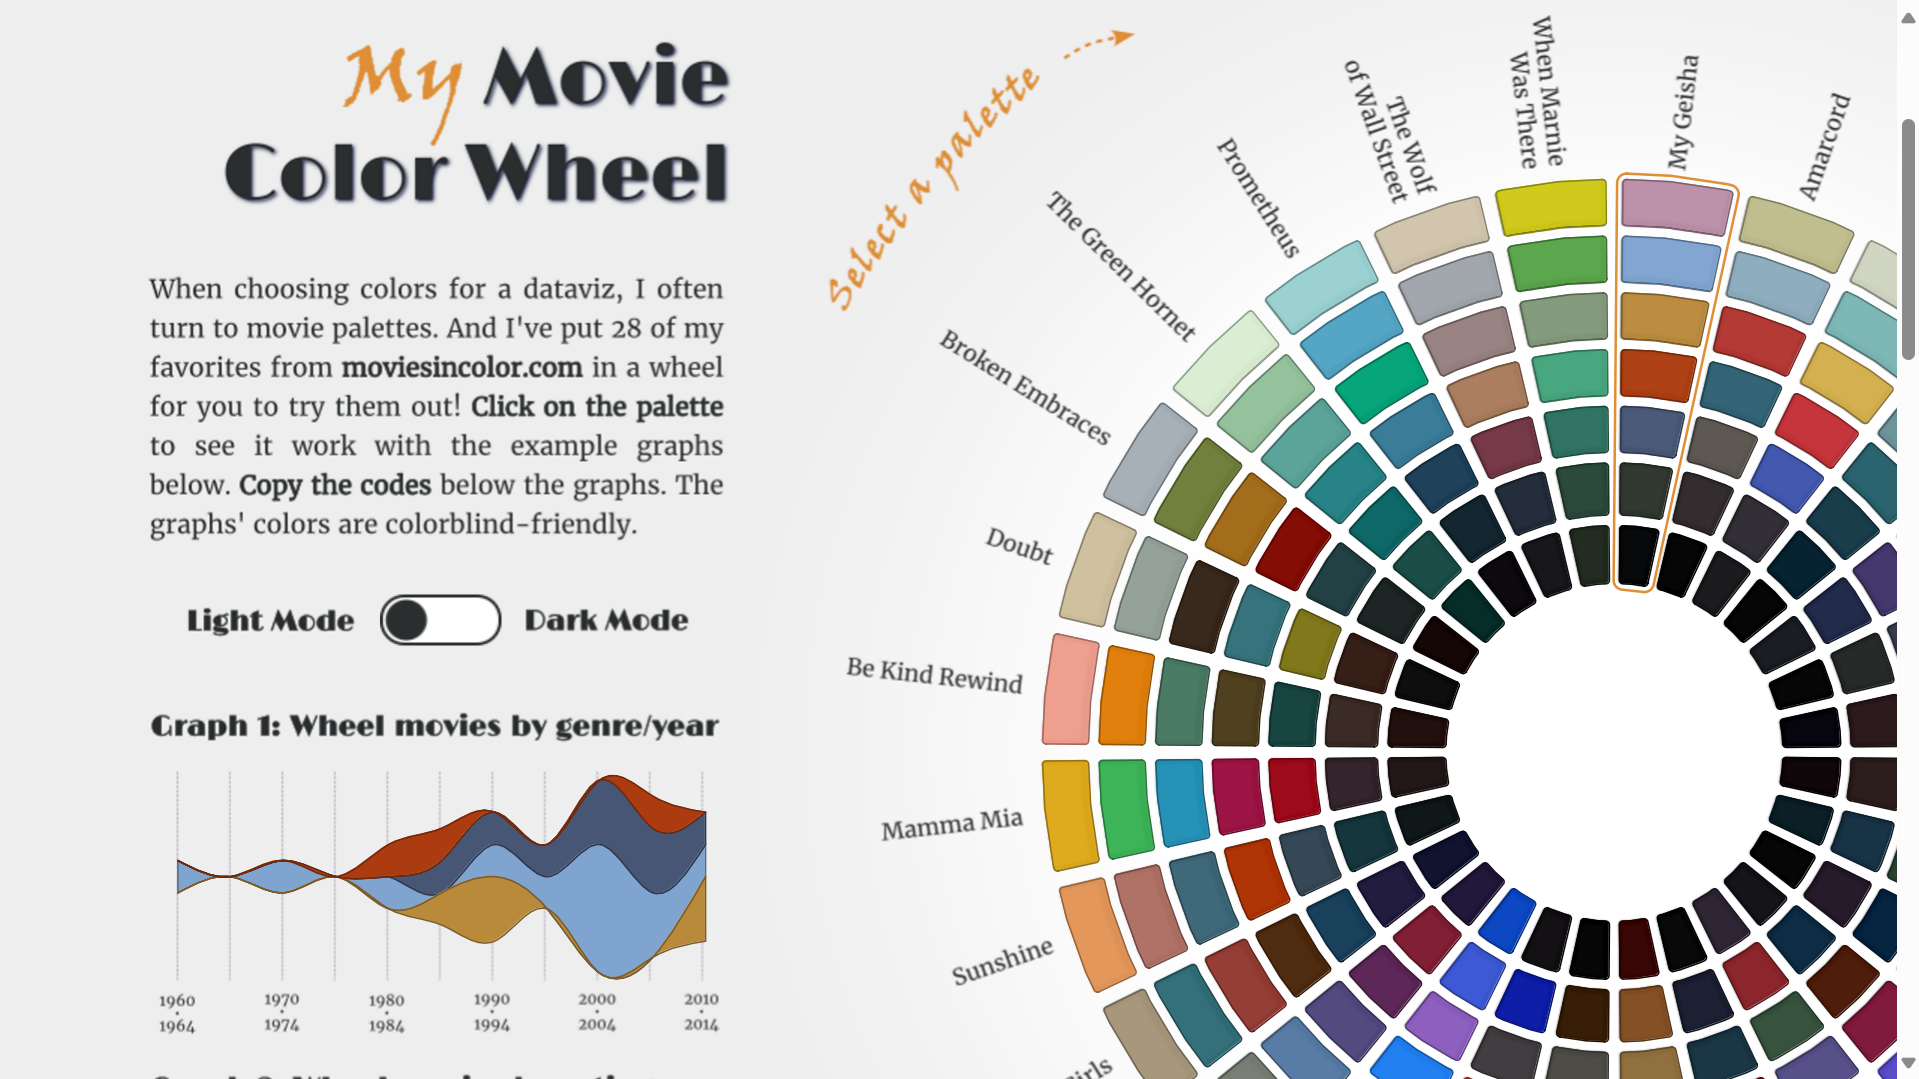 My Movie
Color Wheel
When choosing colors for a dataviz, I often
turn to movie palettes. And I've put 28 of my
favorites from moviesincolor.com in a wheel
for you to try them out! Click on the palette
to see it work with the example graphs
below. Copy the codes below the graphs. The
graphs' colors are colorblind-friendly.
Light Mode
Dark Mode
Graph 1: Wheel movies by genre/year
1960
1964
1970
1974
1980
1984
1990
1994
2000
2004
2010
2014
Select a palette
Amarcord
My Geisha
When Marnie
Was There
The Wolf
of Wall Street
Prometheus
The Green Hornet
Broken Embraces
Doubt
Be Kind Rewind
Mamma Mia
Sunshine